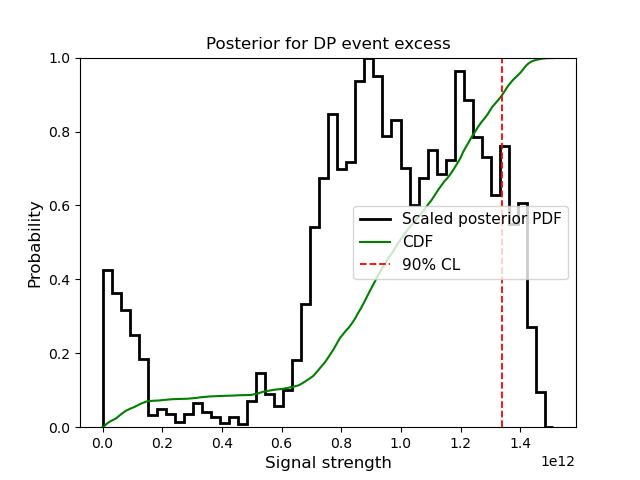 Posterior for DP event excess
1.0
0.8
0.6
0.4
0.2
0.0
Probability
Scaled posterior PDF
CDF
90% CL
0.0 0.2 0.4 0.6 0.8 1.0 1.2 1.4
1e12
Signal strength